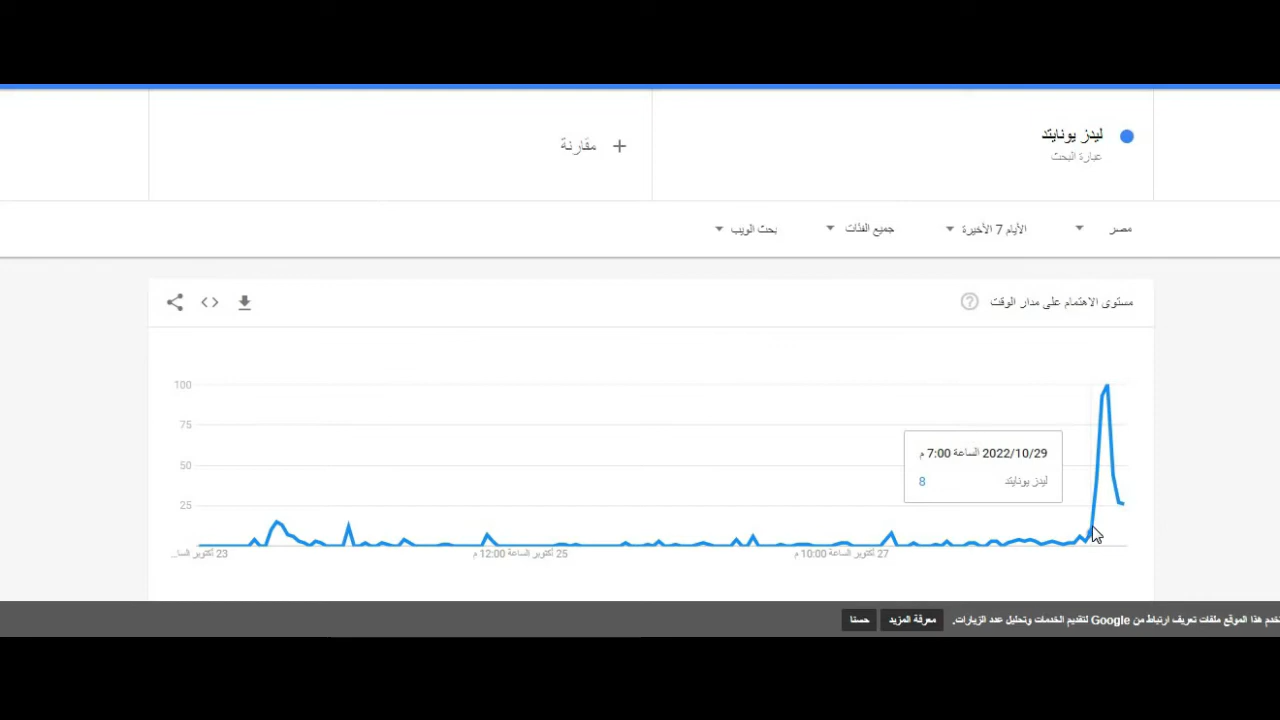 ليدز يونايتد
عبارة البحث
+ مقارنة
مصر
الأيام 7 الأخيرة
جميع الفئات
بحث الويب
مستوى الاهتمام على مدار الوقت
100
75
50
25
2022/10/29 الساعة 7:00 م
ليدز يونايتد 8
23 أكتوبر السا...
25 أكتوبر الساعة 12:00 م
27 أكتوبر الساعة 10:00 م
هذا الموقع ملفات تعريف ارتباط من Google لتقديم الخدمات وتحليل عدد الزيارات.
معرفة المزيد
حسنا